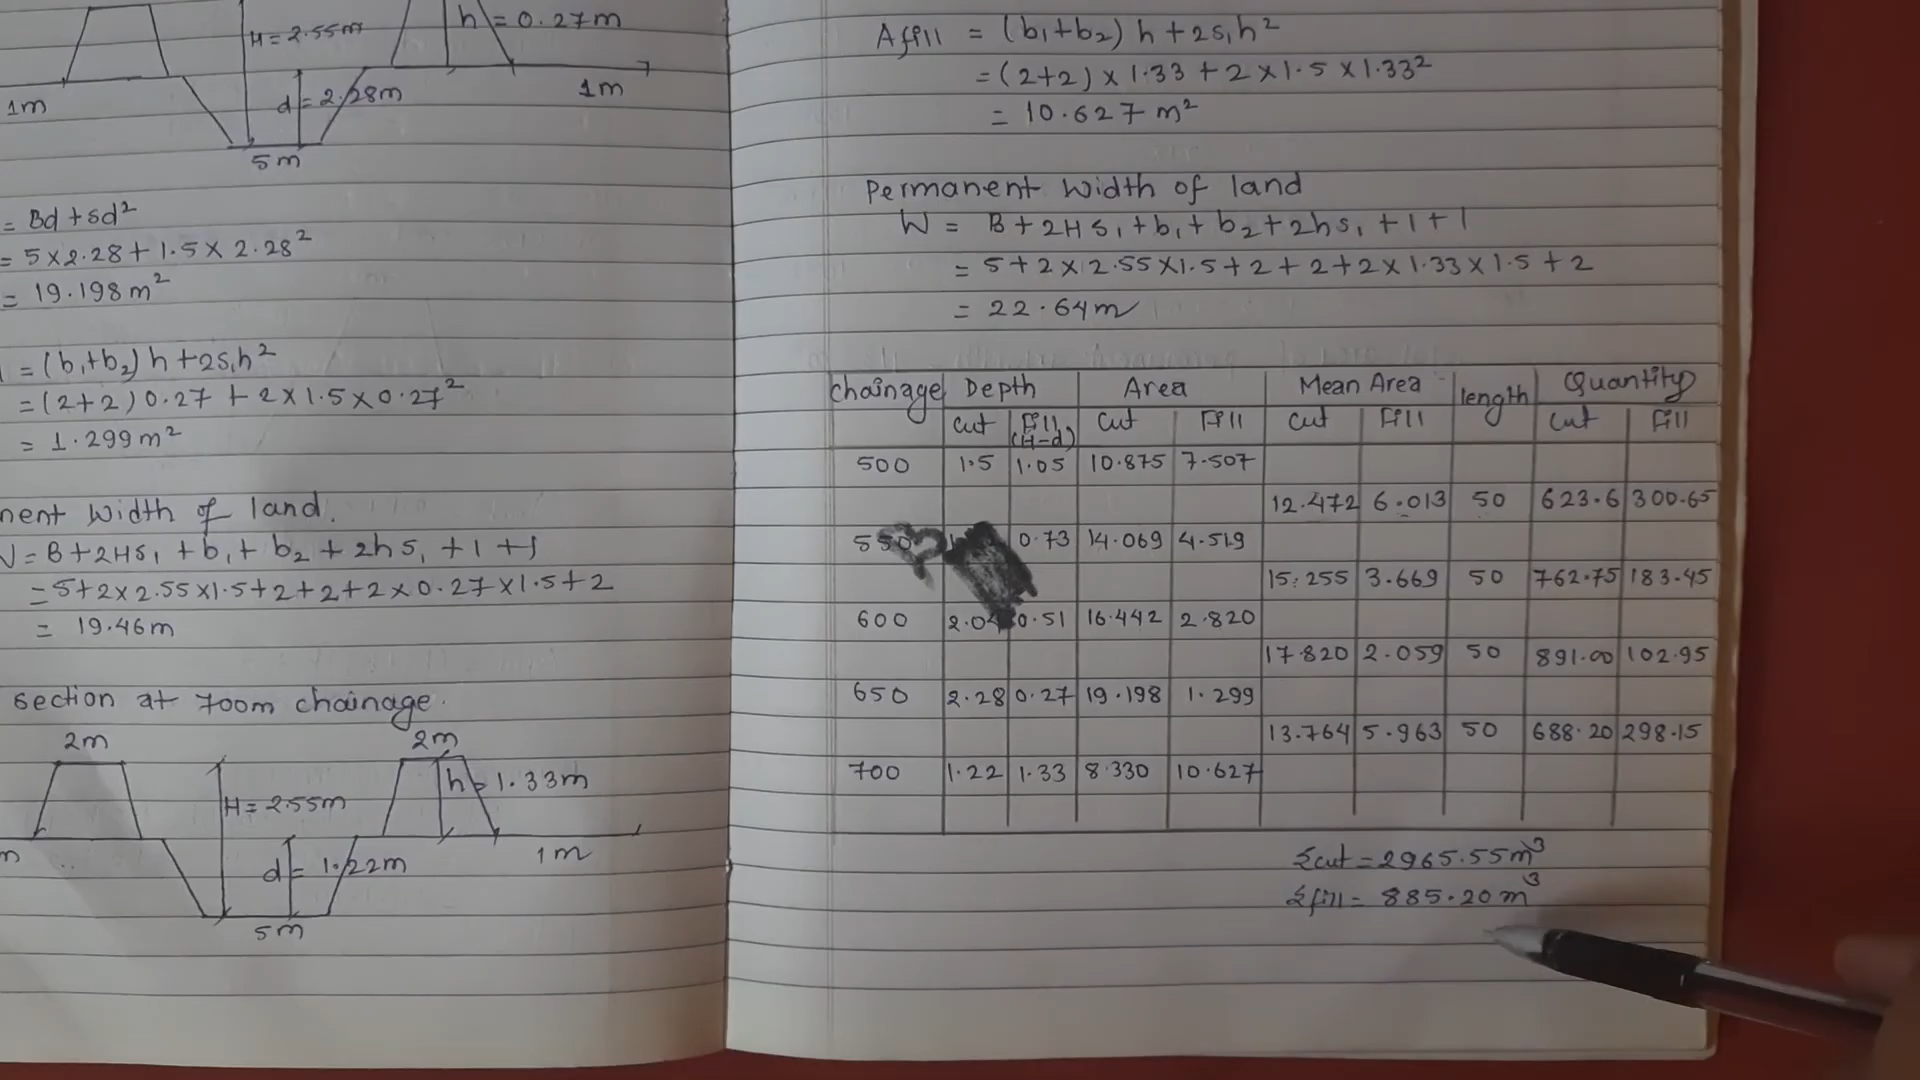 H = 2.55m
h = 0.27m
1m
d = 2.28m
1m
5m
= Bd + sd²
= 5 × 2.28 + 1.5 × 2.28²
= 19.198 m²
= (b₁+b₂) h + 2s₁h²
= (2+2) 0.27 + 2 × 1.5 × 0.27²
= 1.299 m²
width of land.
= B + 2HS₁ + b₁ + b₂ + 2hs₁ + 1 + 1
= 5 + 2 × 2.55 × 1.5 + 2 + 2 + 2 × 0.27 × 1.5 + 2
= 19.46m
section at 700m chainage.
2m 2m
h = 1.33m
H = 2.55m
d = 1.22m
1m
5m
Afill = (b₁+b₂) h + 2s₁h²
= (2+2) × 1.33 + 2 × 1.5 × 1.33²
= 10.627 m²
Permanent width of land
W = B + 2HS₁ + b₁ + b₂ + 2hs₁ + 1 + 1
= 5 + 2 × 2.55 × 1.5 + 2 + 2 + 2 × 1.33 × 1.5 + 2
= 22.64m
chainage Depth Area Mean Area length Quantity
cut Fill (H-d) cut Fill cut Fill cut Fill
500 1.5 1.05 10.875 7.507
12.472 6.013 50 623.6 300.65
550 0.73 14.069 4.519
15.255 3.669 50 762.75 183.45
600 2.04 0.51 16.442 2.820
17.820 2.059 50 891.00 102.95
650 2.28 0.27 19.198 1.299
13.764 5.963 50 688.20 298.15
700 1.22 1.33 8.330 10.627
Σcut = 2965.55m³
Σfill = 885.20 m³